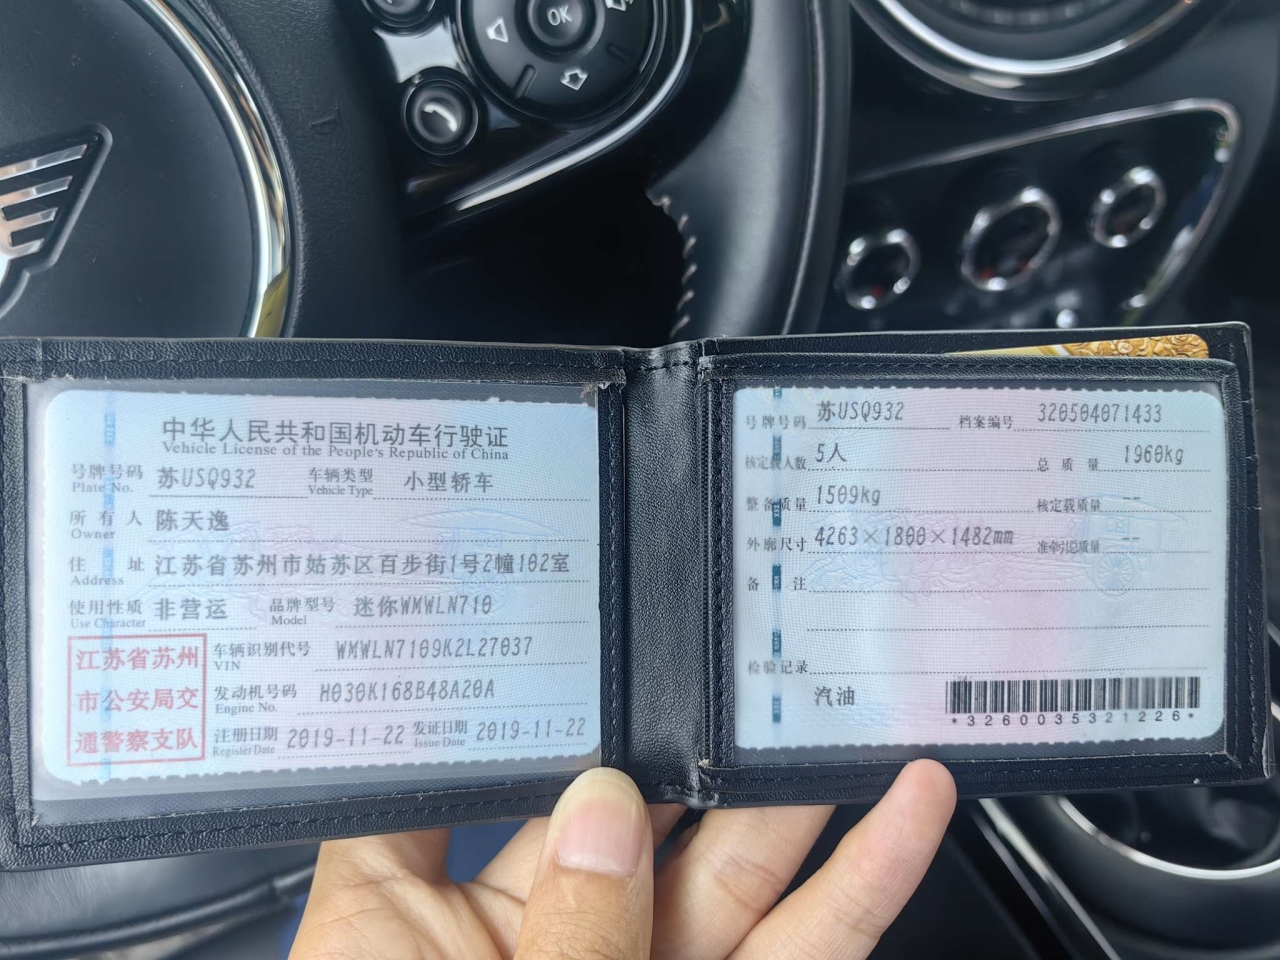 OK
中华人民共和国机动车行驶证
Vehicle License of the People's Republic of China
号牌号码 苏USQ932 车辆类型 小型轿车
Plate No. Vehicle Type
所有人 陈天逸
Owner
住址 江苏省苏州市姑苏区百步街1号2幢102室
Address
使用性质 非营运 品牌型号 迷你WMWLN710
Use Character Model
江苏省苏州
市公安局交
通警察支队
车辆识别代号 WMWLN7109K2L27037
VIN
发动机号码 H030K168B48A20A
Engine No.
注册日期 2019-11-22 发证日期 2019-11-22
Register Date Issue Date
号牌号码 苏USQ932 档案编号 320504071433
核定载人数 5人 总质量 1960kg
整备质量 1509kg 核定载质量 --
外廓尺寸 4263×1800×1482mm 准牵引总质量 --
备注
检验记录
汽油
*3260035321226*